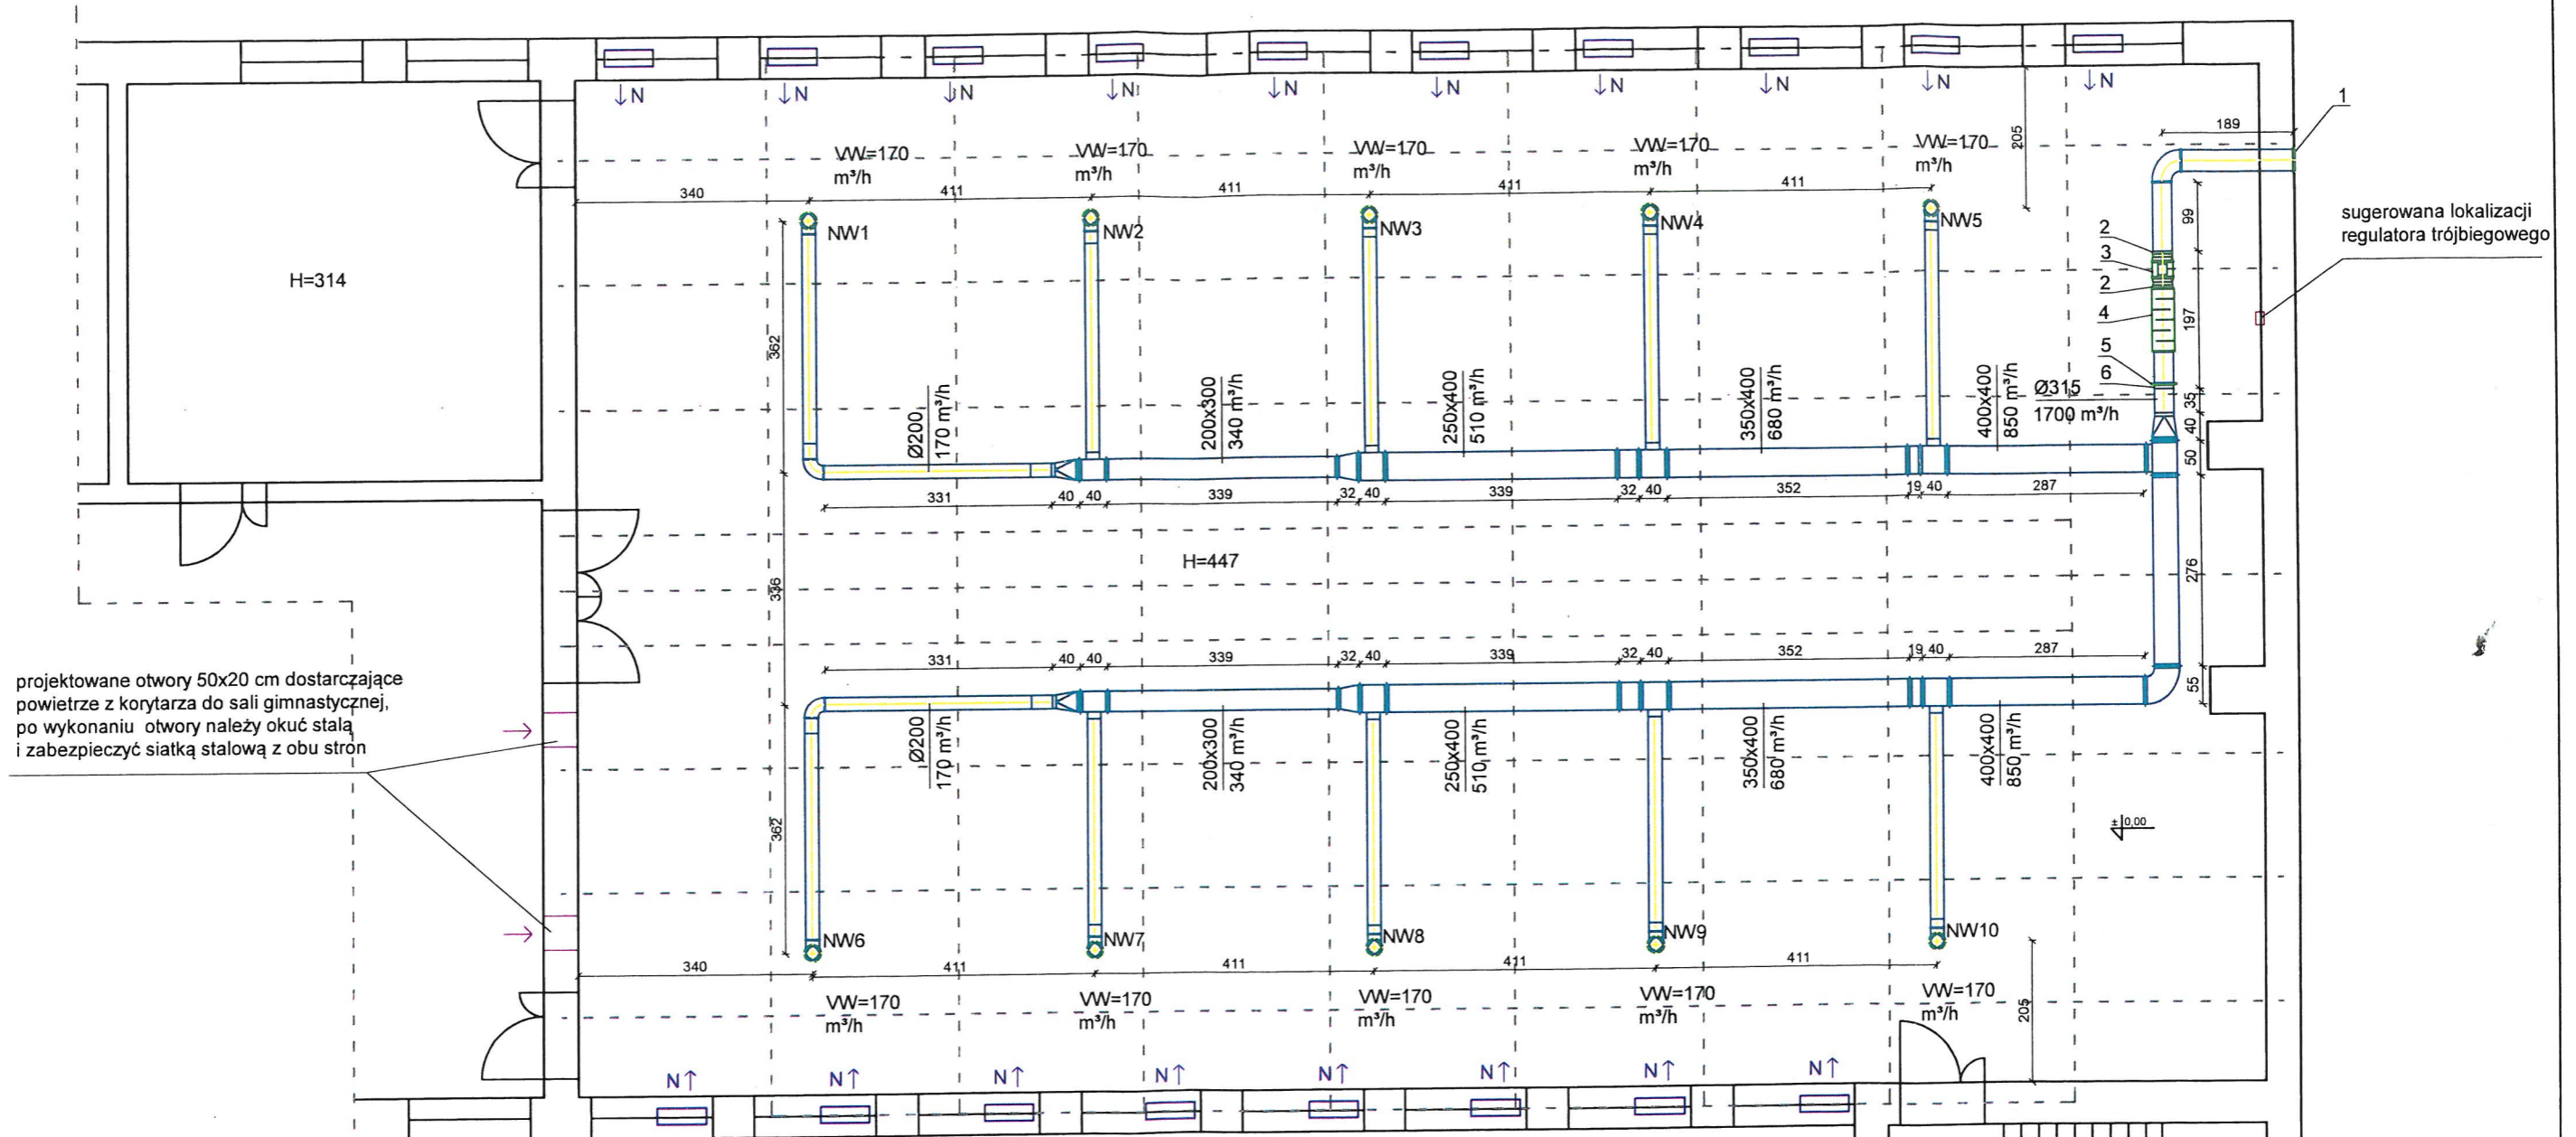 ↓N
↓N
↓N
↓N
↓N
↓N
↓N
↓N
↓N
↓N
1
189
205
VW=170
m³/h
VW=170
m³/h
VW=170
m³/h
VW=170
m³/h
VW=170
m³/h
340
411
411
411
411
NW1
NW2
NW3
NW4
NW5
99
2
3
2
4
197
5
6
sugerowana lokalizacji
regulatora trójbiegowego
H=314
362
Ø200
170 m³/h
200x300
340 m³/h
250x400
510 m³/h
350x400
680 m³/h
400x400
850 m³/h
Ø315
1700 m³/h
35
40
50
331
40
40
339
32
40
339
32
40
352
19
40
287
H=447
336
276
331
40
40
339
32
40
339
32
40
352
19
40
287
55
projektowane otwory 50x20 cm dostarczające
powietrze z korytarza do sali gimnastycznej,
po wykonaniu otwory należy okuć stalą
i zabezpieczyć siatką stalową z obu stron
362
Ø200
170 m³/h
200x300
340 m³/h
250x400
510 m³/h
350x400
680 m³/h
400x400
850 m³/h
±0,00
NW6
NW7
NW8
NW9
NW10
340
411
411
411
411
VW=170
m³/h
VW=170
m³/h
VW=170
m³/h
VW=170
m³/h
VW=170
m³/h
205
N↑
N↑
N↑
N↑
N↑
N↑
N↑
N↑